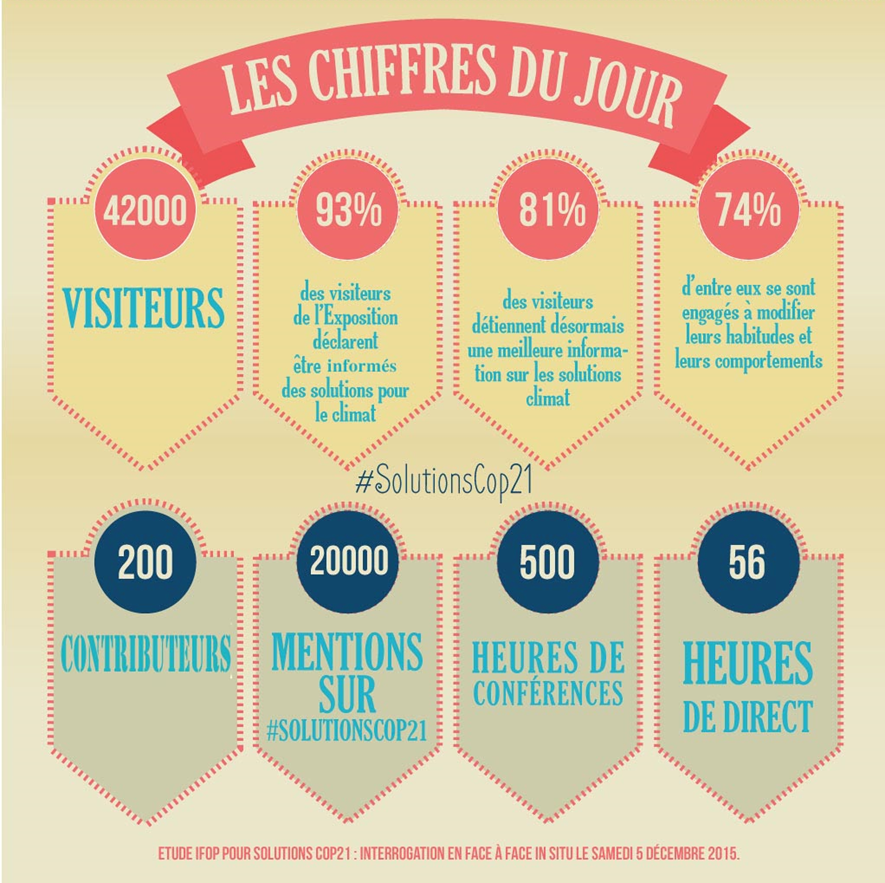 LES CHIFFRES DU JOUR
42000
VISITEURS
93%
des visiteurs
de l'Exposition
déclarent
être informés
des solutions pour
le climat
81%
des visiteurs
détiennent désormais
une meilleure informa-
tion sur les solutions
climat
74%
d'entre eux se sont
engagés à modifier
leurs habitudes et
leurs comportements
#SolutionsCop21
200
CONTRIBUTEURS
20000
MENTIONS
SUR
#SOLUTIONSCOP21
500
HEURES DE
CONFÉRENCES
56
HEURES
DE DIRECT
ETUDE IFOP POUR SOLUTIONS COP21 : INTERROGATION EN FACE À FACE IN SITU LE SAMEDI 5 DÉCEMBRE 2015.